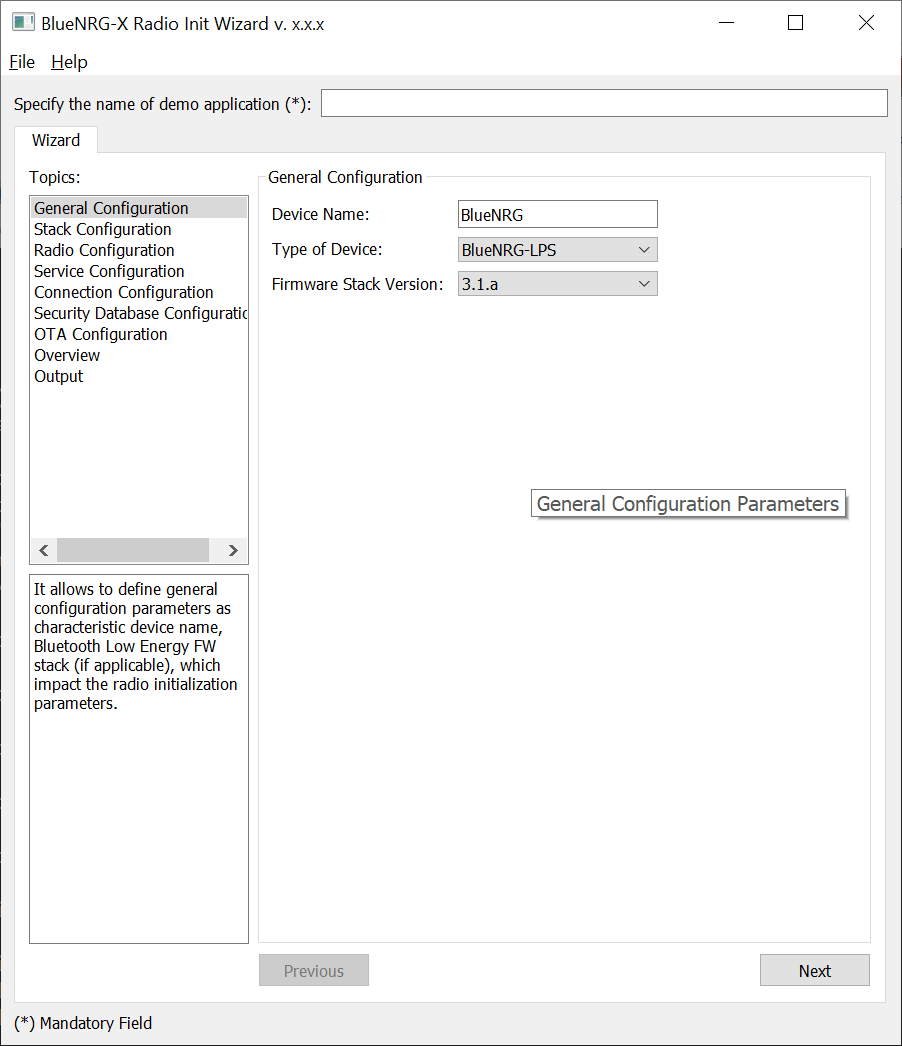 BlueNRG-X Radio Init Wizard v. x.x.x
File Help
Specify the name of demo application (*):
Wizard
Topics:
General Configuration
Stack Configuration
Radio Configuration
Service Configuration
Connection Configuration
Security Database Configuratio
OTA Configuration
Overview
Output
It allows to define general
configuration parameters as
characteristic device name,
Bluetooth Low Energy FW
stack (if applicable), which
impact the radio initialization
parameters.
General Configuration
Device Name: BlueNRG
Type of Device: BlueNRG-LPS
Firmware Stack Version: 3.1.a
General Configuration Parameters
Previous Next
(*) Mandatory Field